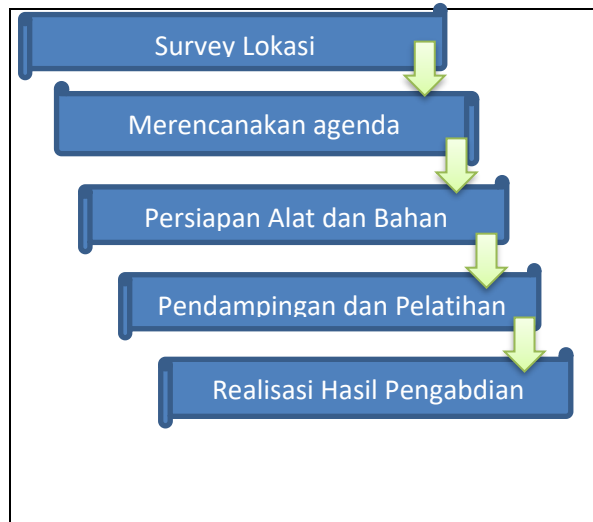 Survey Lokasi
Merencanakan agenda
Persiapan Alat dan Bahan
Pendampingan dan Pelatihan
Realisasi Hasil Pengabdian